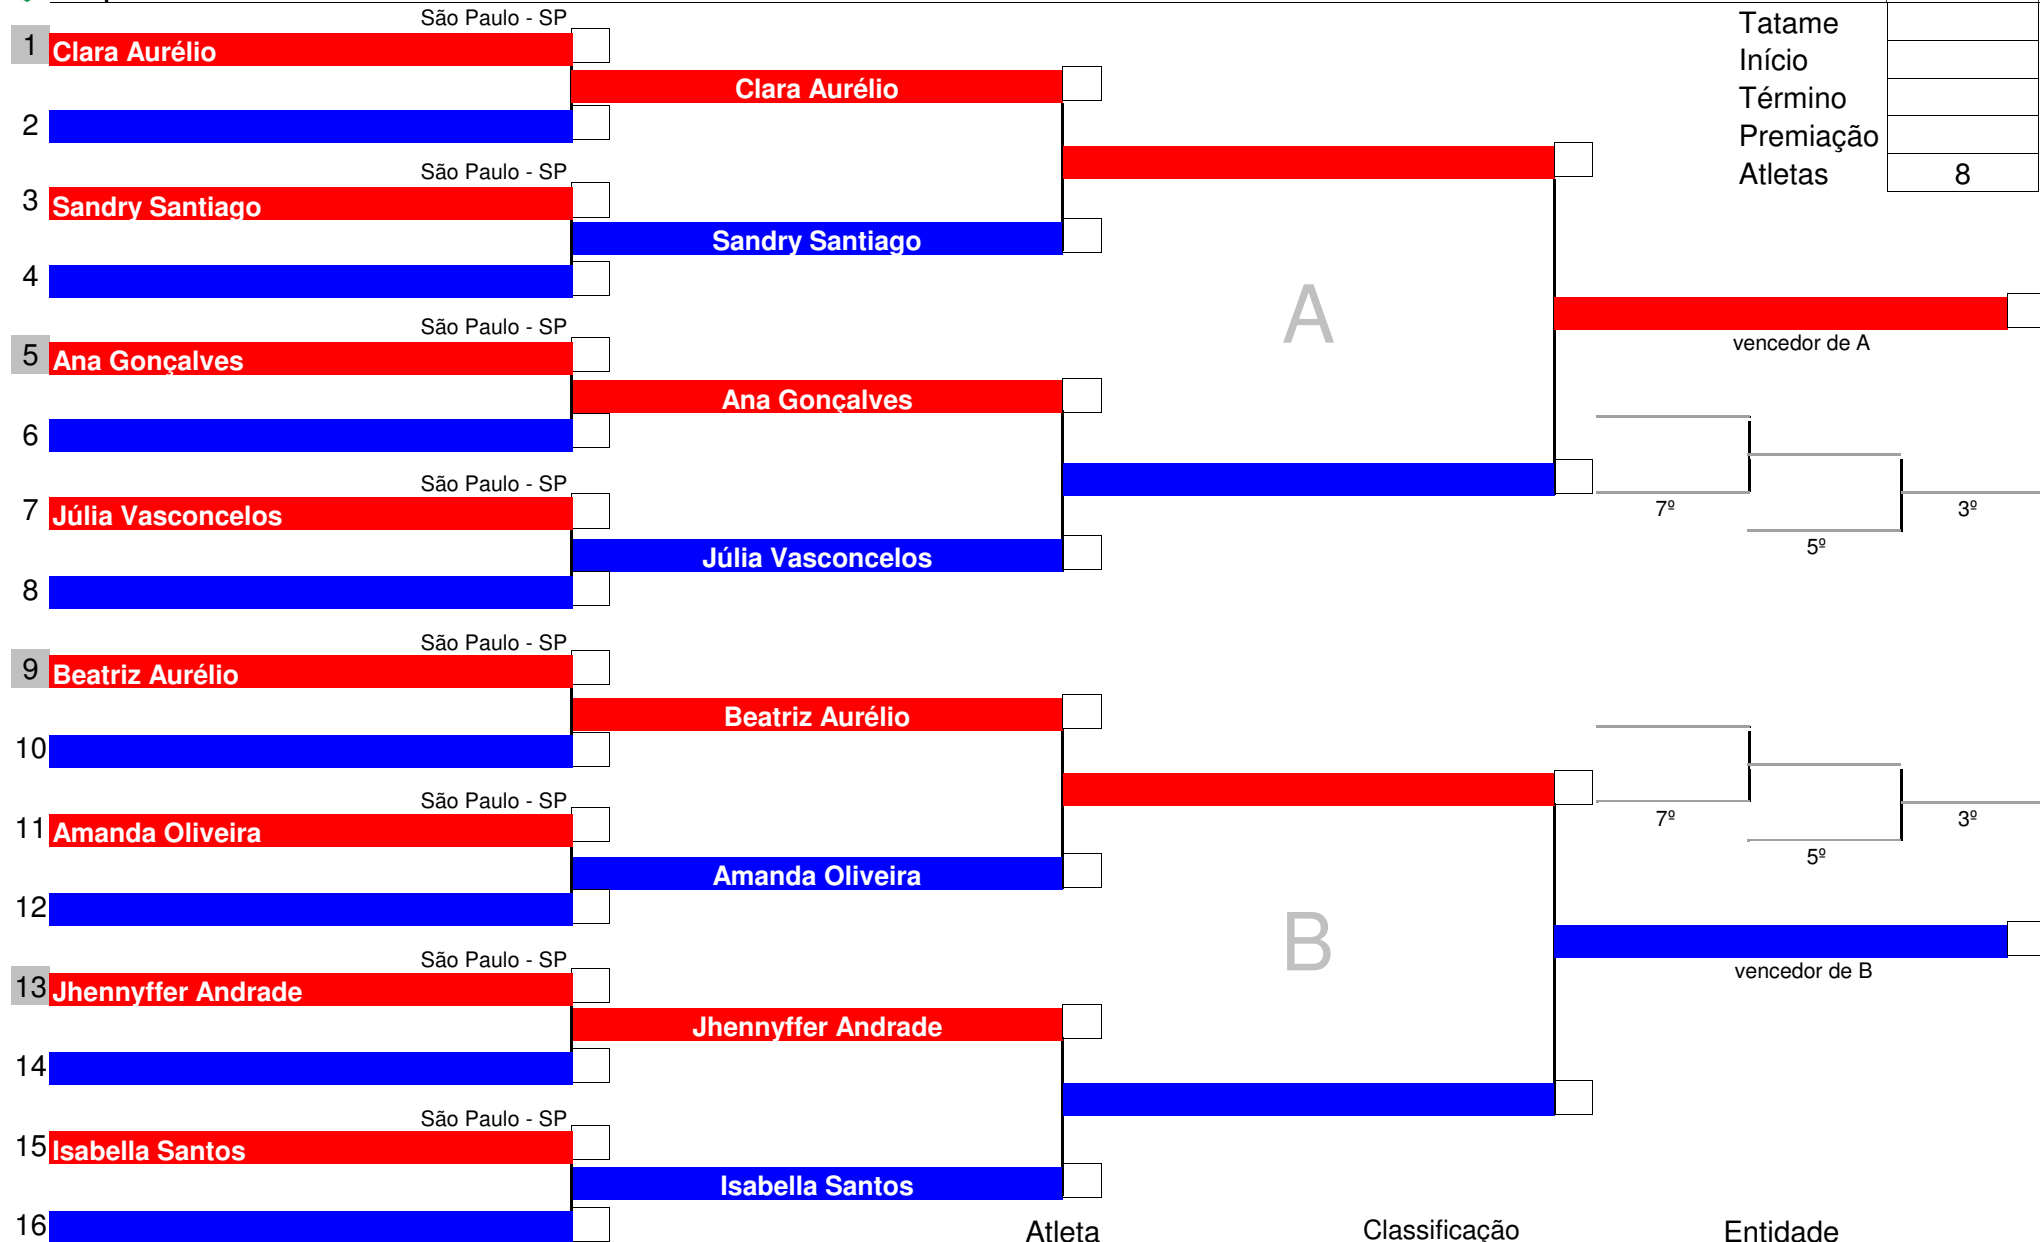 São Paulo - SP
1 Clara Aurélio
Clara Aurélio
2
São Paulo - SP
3 Sandry Santiago
Sandry Santiago
4
São Paulo - SP
5 Ana Gonçalves
Ana Gonçalves
6
São Paulo - SP
7 Júlia Vasconcelos
Júlia Vasconcelos
8
São Paulo - SP
9 Beatriz Aurélio
Beatriz Aurélio
10
São Paulo - SP
11 Amanda Oliveira
Amanda Oliveira
12
São Paulo - SP
13 Jhennyffer Andrade
Jhennyffer Andrade
14
São Paulo - SP
15 Isabella Santos
Isabella Santos
16
A
B
Tatame
Início
Término
Premiação
Atletas 8
vencedor de A
7º
3º
5º
7º
3º
5º
vencedor de B
Atleta Classificação Entidade